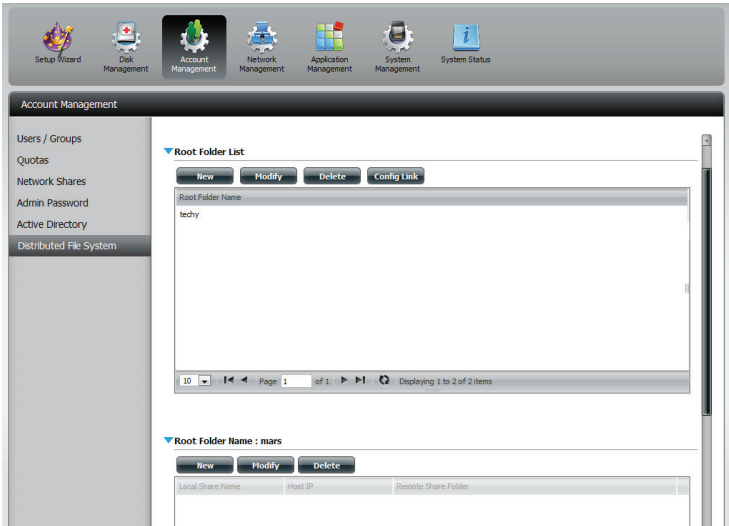 Setup Wizard
Disk Management
Account Management
Network Management
Application Management
System Management
System Status
Account Management
Users / Groups
Quotas
Network Shares
Admin Password
Active Directory
Distributed File System
Root Folder List
New Modify Delete Config Link
Root Folder Name
techy
10 Page 1 of 1 Displaying 1 to 2 of 2 items
Root Folder Name : mars
New Modify Delete
Local Share Name Host IP Remote Share Folder